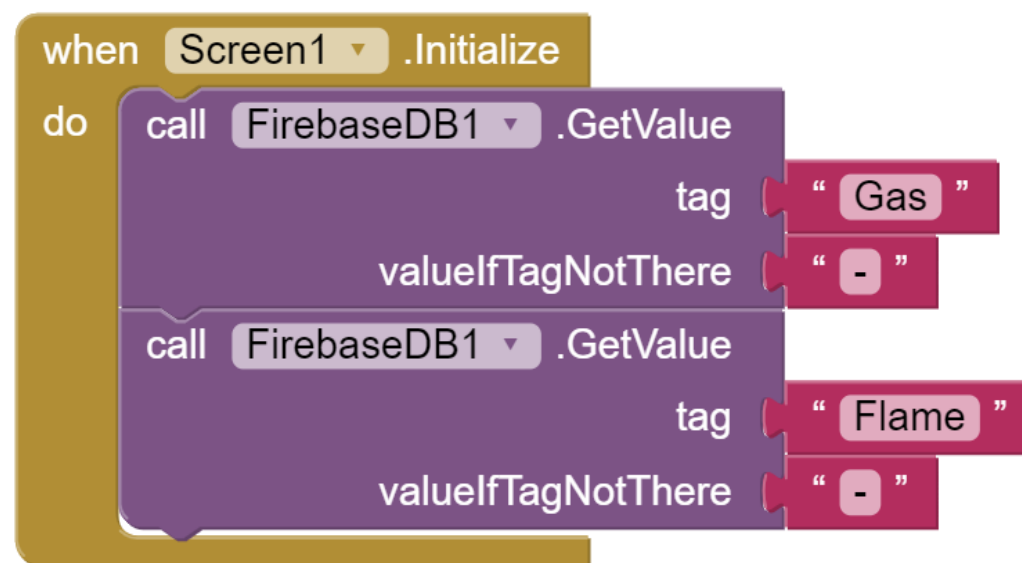 when Screen1 .Initialize
do call FirebaseDB1 .GetValue
tag “ Gas ”
valueIfTagNotThere “ - ”
call FirebaseDB1 .GetValue
tag “ Flame ”
valueIfTagNotThere “ - ”